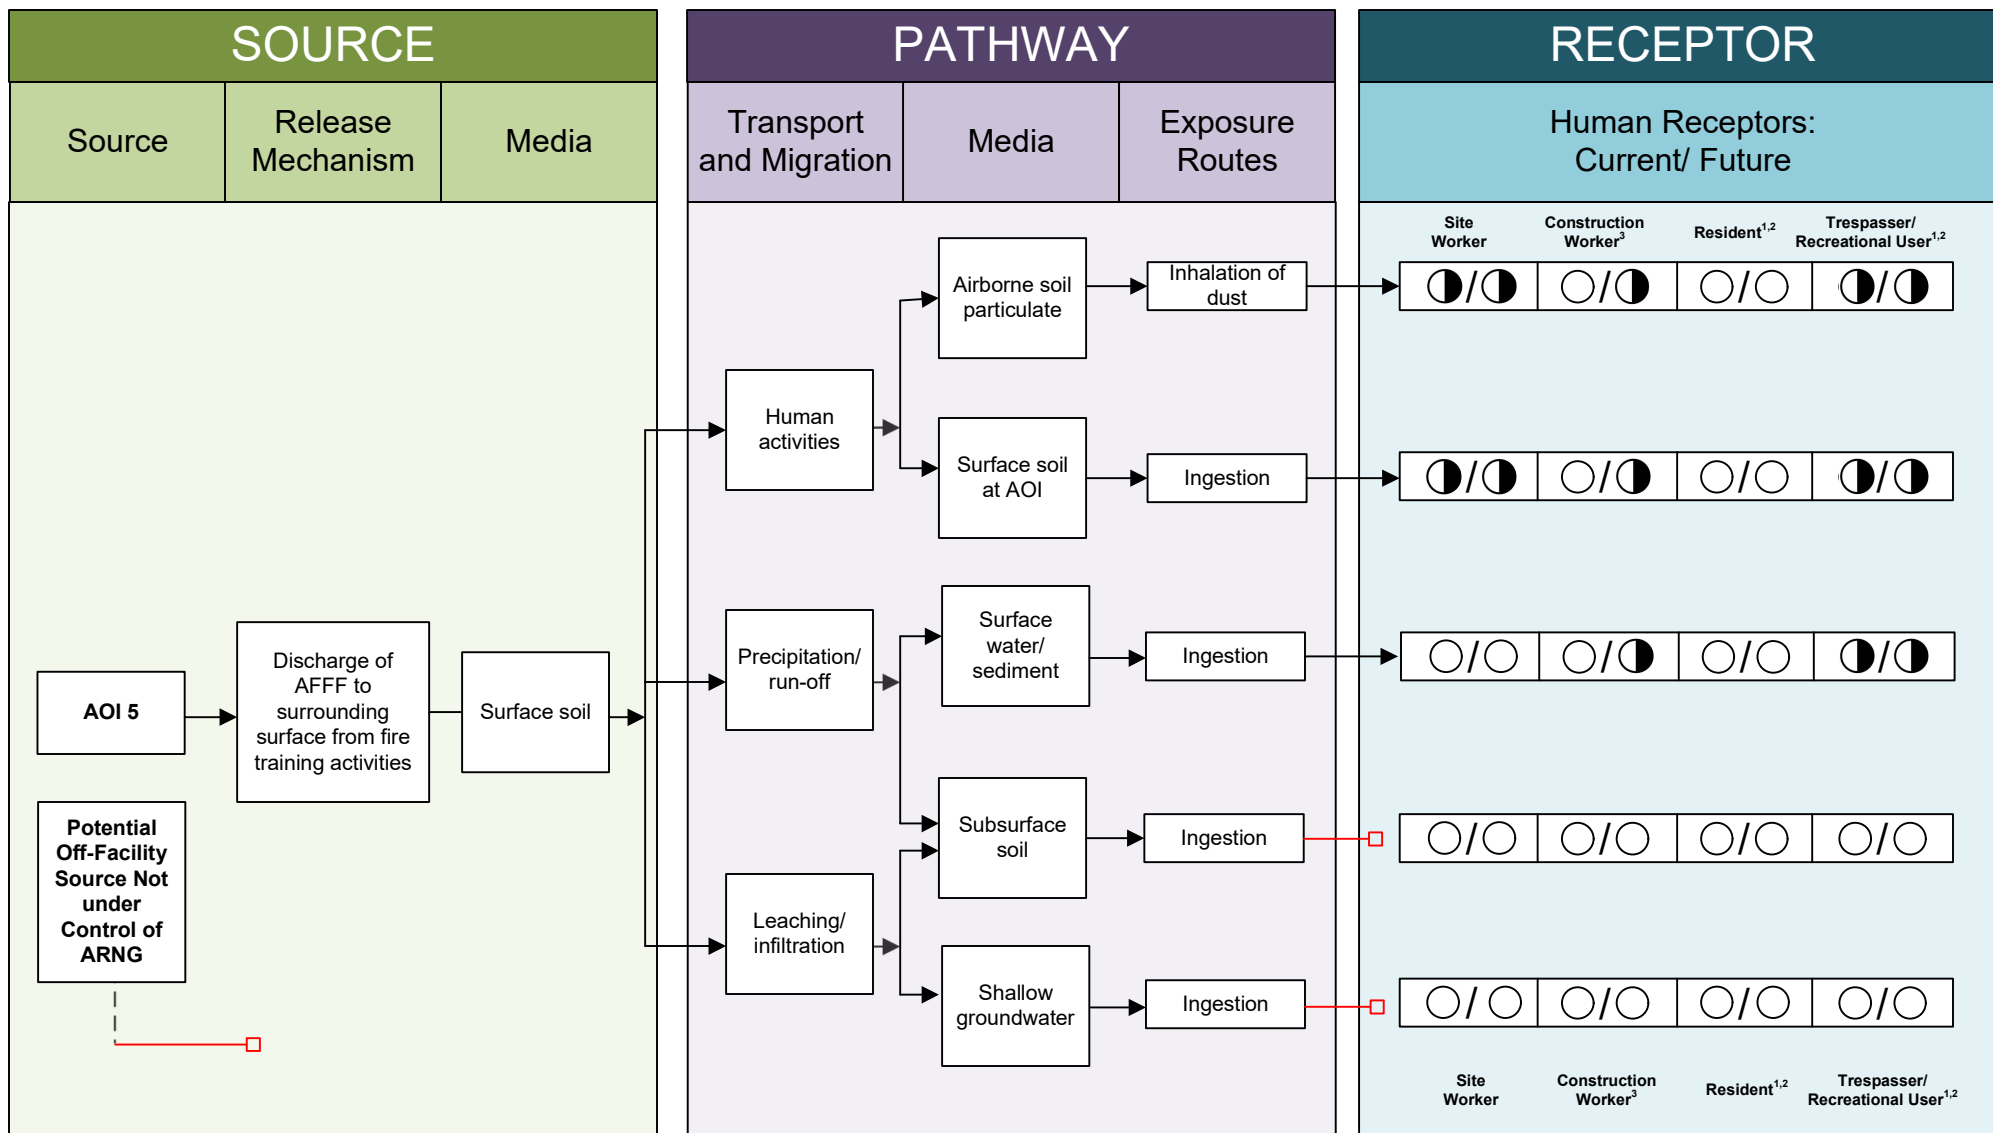 SOURCE
PATHWAY
RECEPTOR
Source
Release
Mechanism
Media
Transport
and Migration
Media
Exposure
Routes
Human Receptors:
Current/ Future
Site
Worker
Construction
Worker3
Resident1,2
Trespasser/
Recreational User1,2
Airborne soil
particulate
Inhalation of
dust
/
/
/
/
Human
activities
Surface soil
at AOI
Ingestion
/
/
/
/
AOI 5
Discharge of
AFFF to
surrounding
surface from fire
training activities
Surface soil
Precipitation/
run-off
Surface
water/
sediment
Ingestion
/
/
/
/
Potential
Off-Facility
Source Not
under
Control of
ARNG
Subsurface
soil
Ingestion
/
/
/
/
Leaching/
infiltration
Shallow
groundwater
Ingestion
/
/
/
/
Site
Worker
Construction
Worker3
Resident1,2
Trespasser/
Recreational User1,2